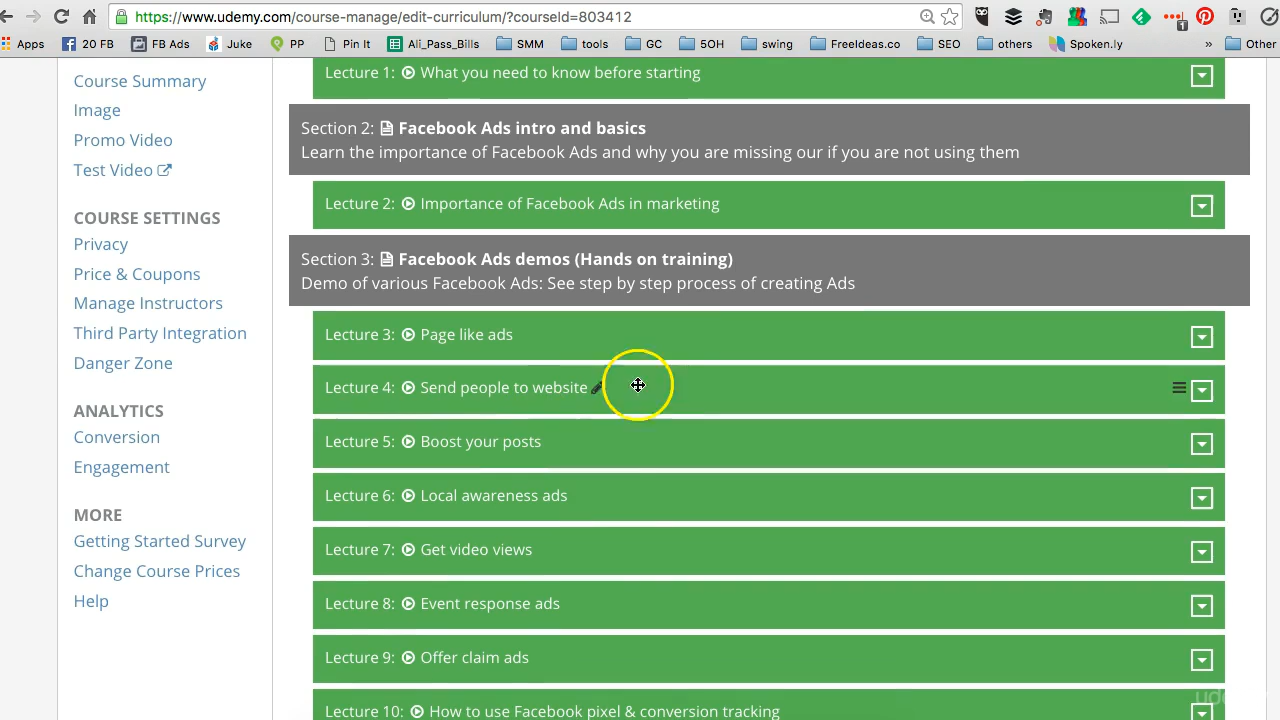 https://www.udemy.com/course-manage/edit-curriculum/?courseId=803412
Apps 20 FB FB Ads Juke PP Pin It Ali_Pass_Bills SMM tools GC 5OH swing FreeIdeas.co SEO others Spoken.ly » Other
1
Course Summary
Image
Promo Video
Test Video
COURSE SETTINGS
Privacy
Price & Coupons
Manage Instructors
Third Party Integration
Danger Zone
ANALYTICS
Conversion
Engagement
MORE
Getting Started Survey
Change Course Prices
Help
Lecture 1: What you need to know before starting
Section 2: Facebook Ads intro and basics
Learn the importance of Facebook Ads and why you are missing our if you are not using them
Lecture 2: Importance of Facebook Ads in marketing
Section 3: Facebook Ads demos (Hands on training)
Demo of various Facebook Ads: See step by step process of creating Ads
Lecture 3: Page like ads
Lecture 4: Send people to website
Lecture 5: Boost your posts
Lecture 6: Local awareness ads
Lecture 7: Get video views
Lecture 8: Event response ads
Lecture 9: Offer claim ads
Lecture 10: How to use Facebook pixel & conversion tracking